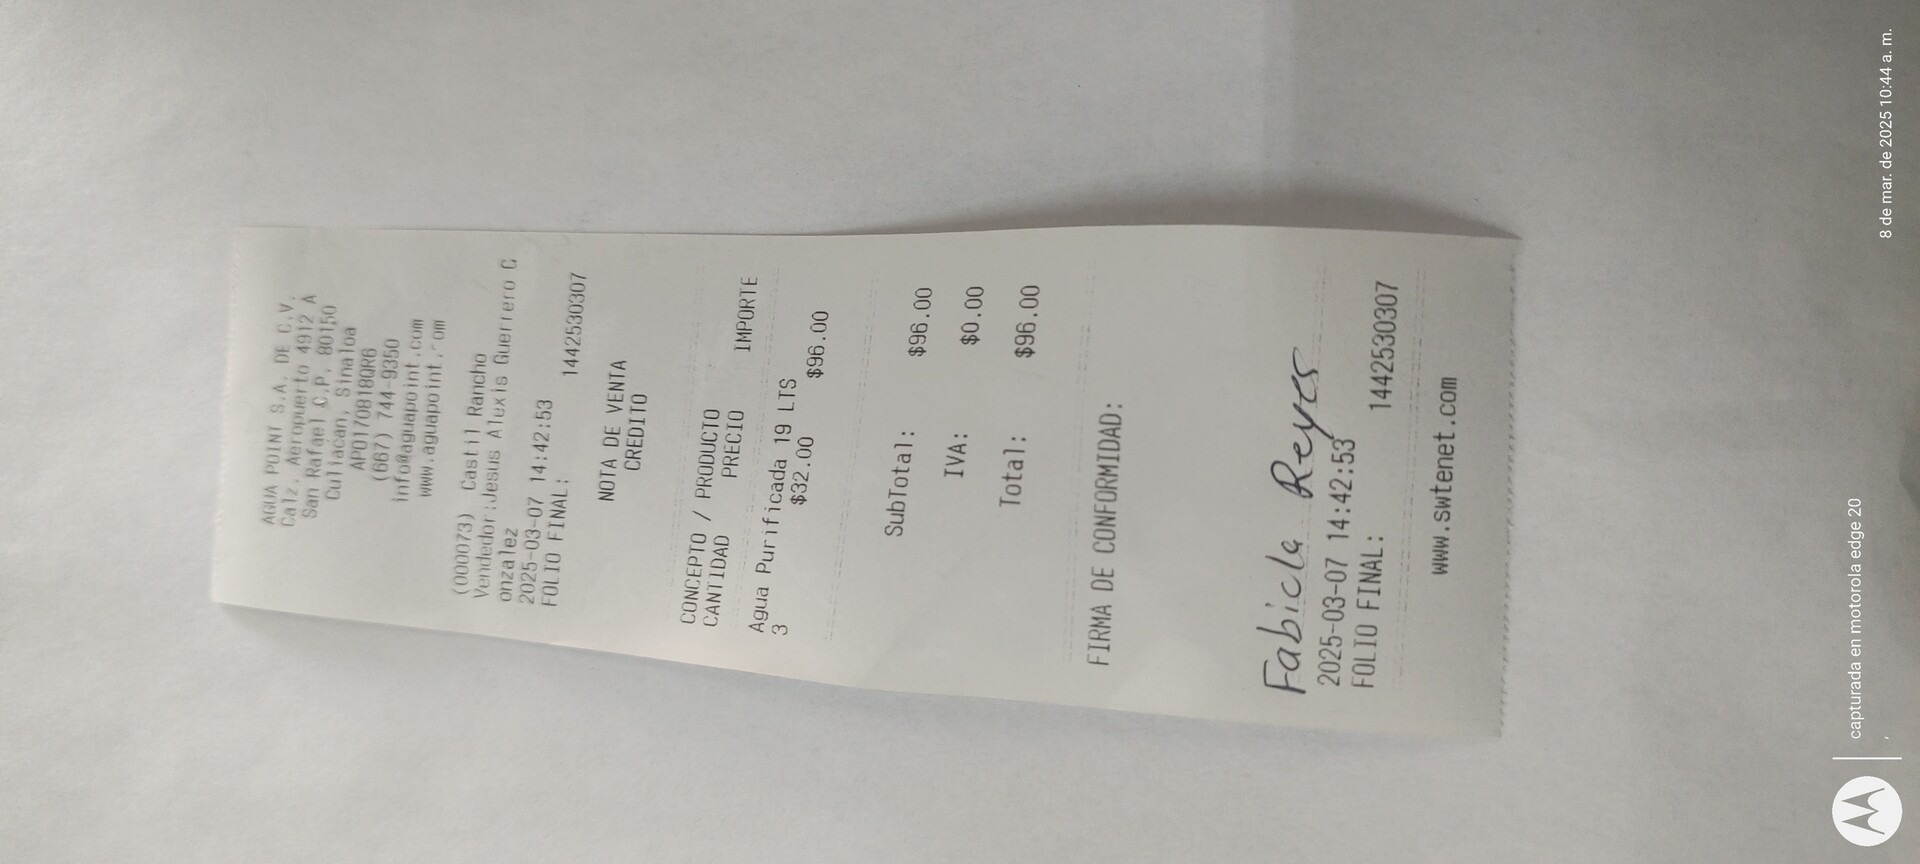 AGUA POINT S.A. DE C.V.
Calz. Aeropuerto 4912 A
San Rafael C.P. 80150
Culiacan, Sinaloa
APO170818QR6
(667) 744-9350
info@aguapoint.com
www.aguapoint.com
(000073) Castil Rancho
Vendedor:Jesus Alexis Guerrero G
onzalez
2025-03-07 14:42:53
FOLIO FINAL:
1442530307
NOTA DE VENTA
CREDITO
CONCEPTO / PRODUCTO
CANTIDAD PRECIO IMPORTE
Agua Purificada 19 LTS
3 $32.00 $96.00
SubTotal: $96.00
IVA: $0.00
Total: $96.00
FIRMA DE CONFORMIDAD:
Fabiola Reyes
2025-03-07 14:42:53
FOLIO FINAL:
1442530307
www.swtenet.com
capturada en motorola edge 20
8 de mar. de 2025 10:44 a. m.